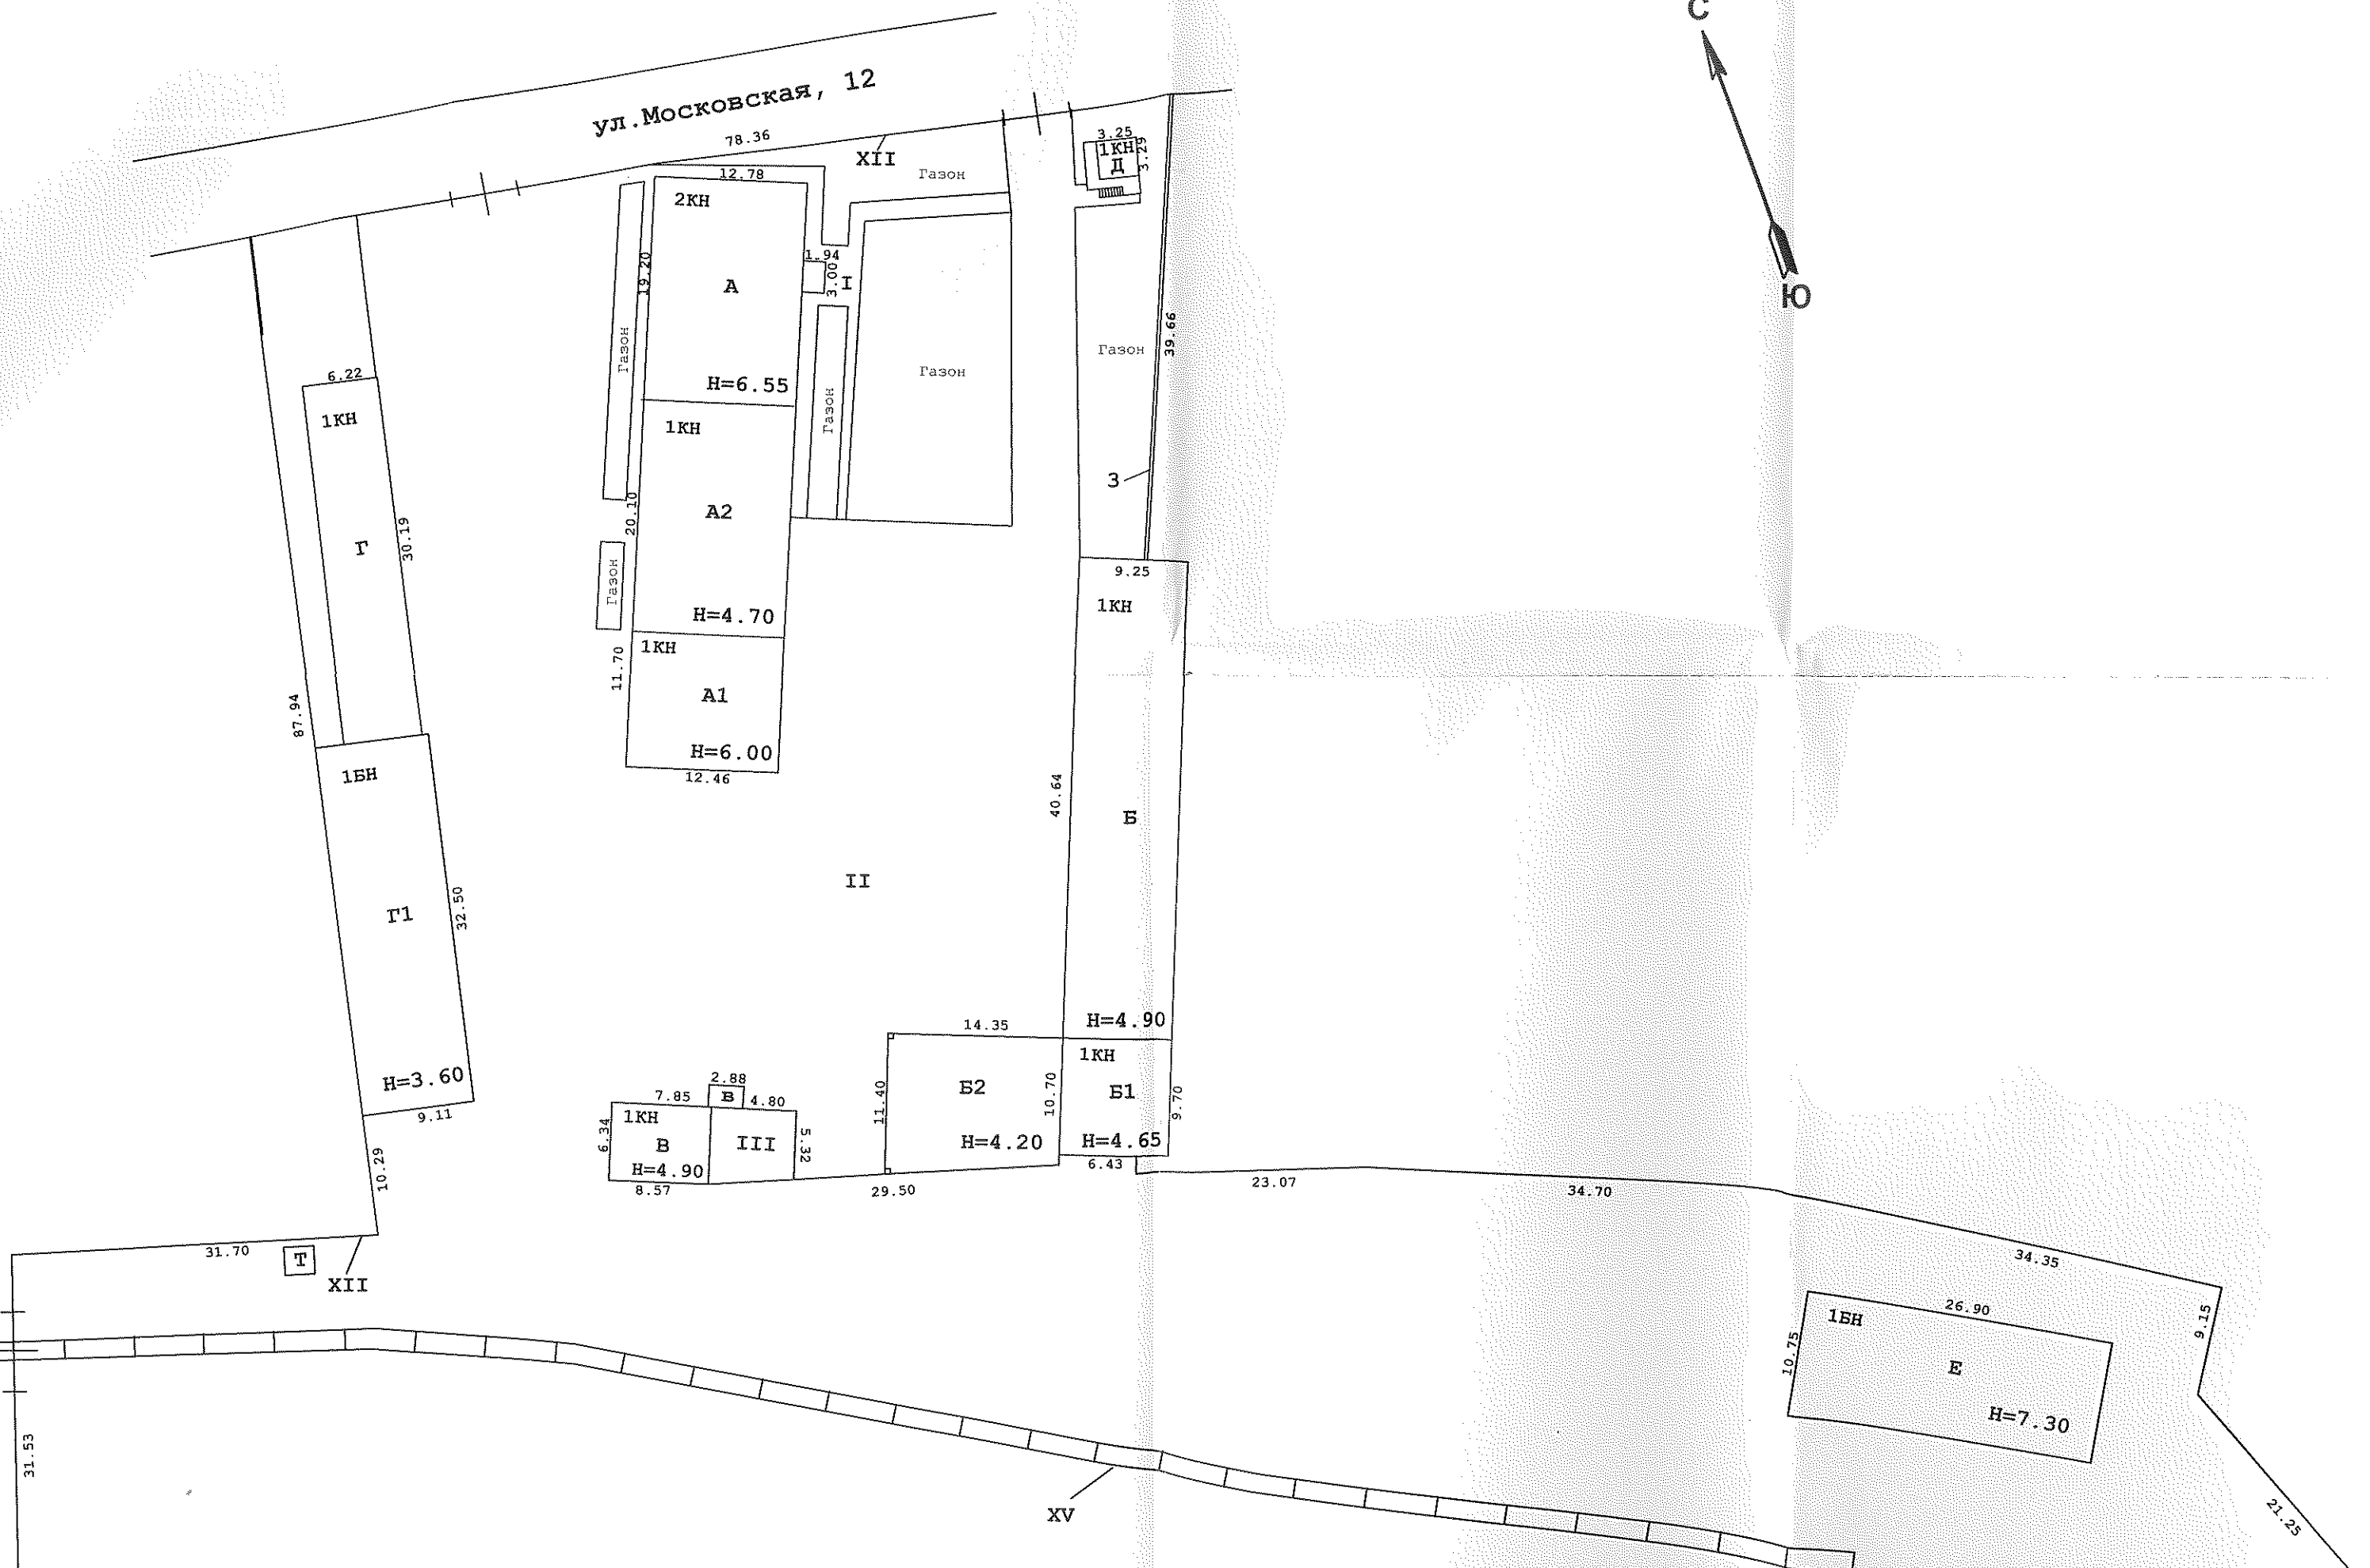 С
Ю
ул.Московская, 12
78.36
XII
Газон
3.25
1КН
Д
3.29
12.78
2КН
19.20
А
1.94
3.00
I
Газон
Газон
Газон
Газон
39.66
3
H=6.55
6.22
1КН
Г
30.19
1КН
А2
20.10
Газон
H=4.70
11.70
1КН
А1
H=6.00
12.46
9.25
1КН
Б
40.64
H=4.90
87.94
1БН
Г1
32.50
H=3.60
9.11
10.29
II
14.35
11.40
Б2
10.70
H=4.20
1КН
Б1
9.70
H=4.65
6.43
2.88
в
7.85
4.80
1КН
6.34
В
III
5.32
H=4.90
8.57
29.50
23.07
34.70
34.35
31.70
Т
XII
26.90
1БН
10.75
Е
H=7.30
9.15
21.25
31.53
XV